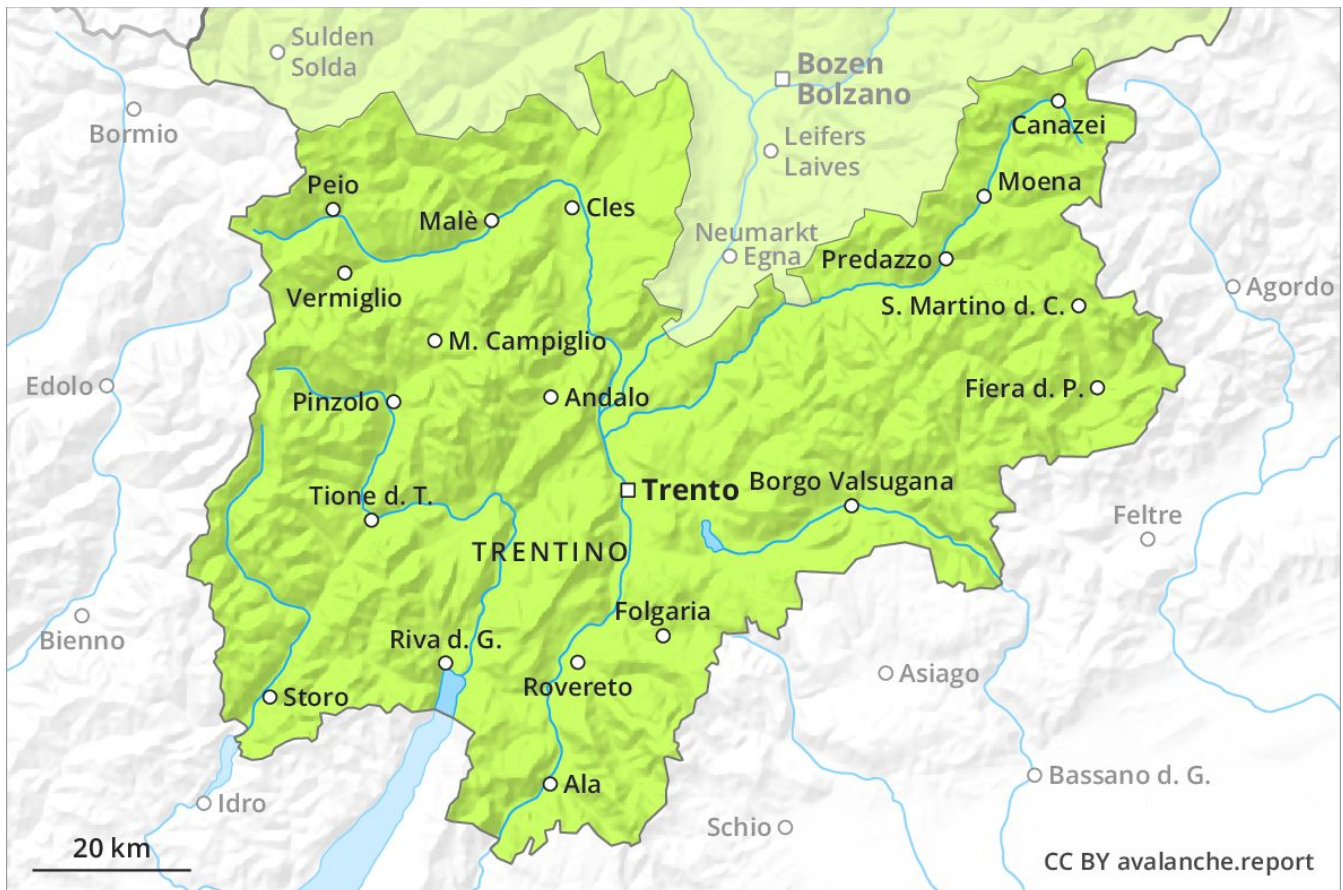 Sulden
Solda
Bozen
Bolzano
Bormio
Canazei
Leifers
Laives
Peio
Moena
Malè
Cles
Neumarkt
Egna
Predazzo
Vermiglio
Agordo
S. Martino d. C.
M. Campiglio
Edolo
Pinzolo
Andalo
Fiera d. P.
Trento
Borgo Valsugana
Tione d. T.
Feltre
TRENTINO
Bienno
Folgaria
Riva d. G.
Asiago
Rovereto
Storo
Bassano d. G.
Ala
Idro
Schio
20 km
CC BY avalanche.report